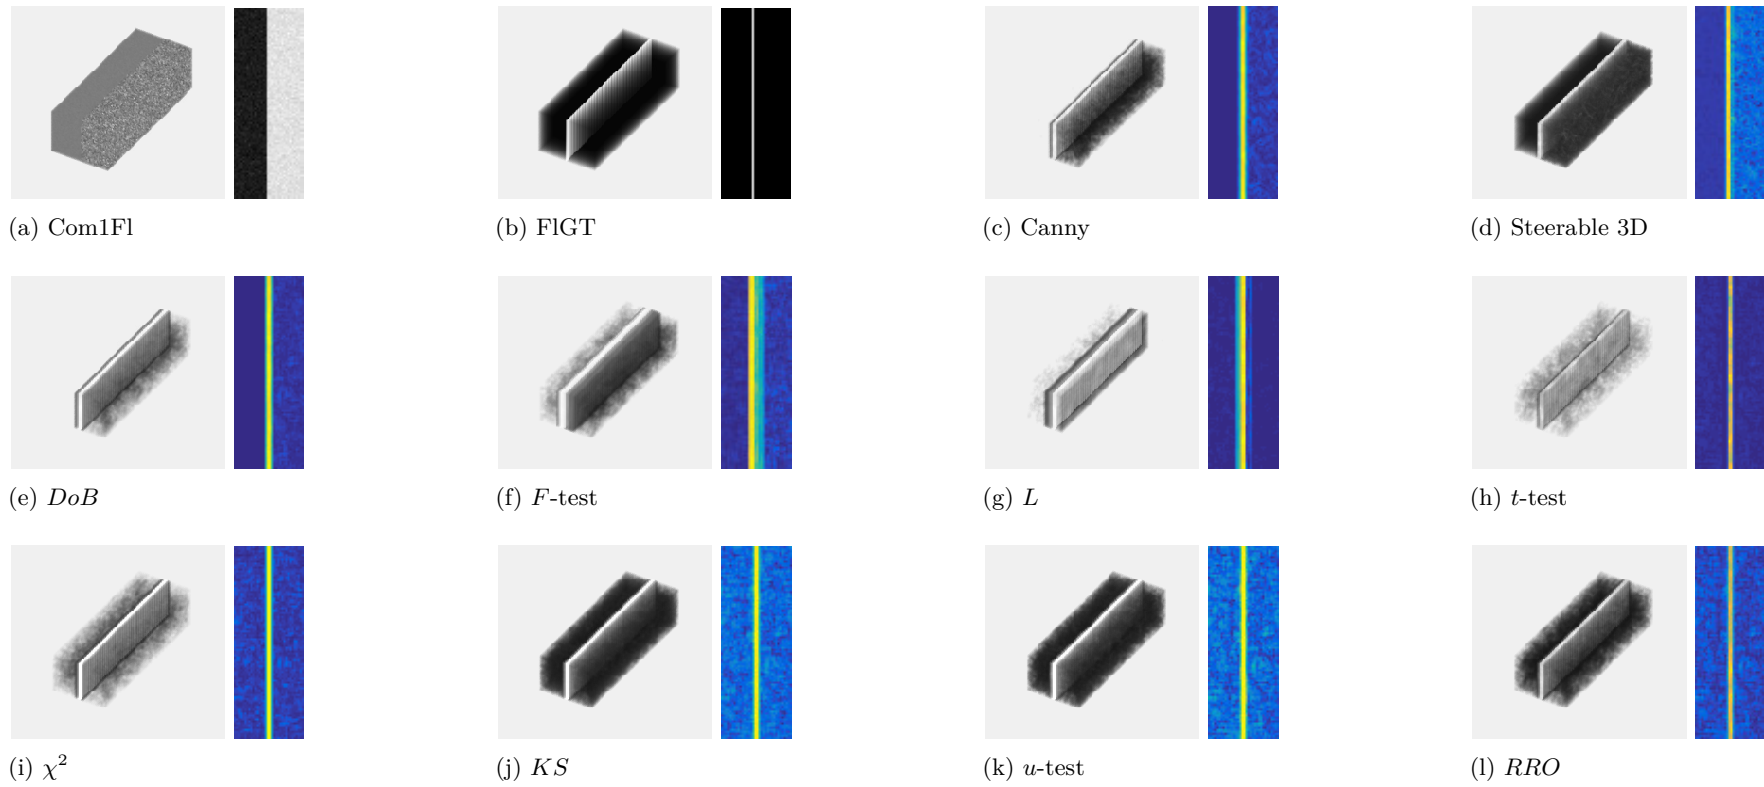 (a) Com1Fl
(b) FlGT
(c) Canny
(d) Steerable 3D
(e) DoB
(f) F-test
(g) L
(h) t-test
(i) χ²
(j) KS
(k) u-test
(l) RRO